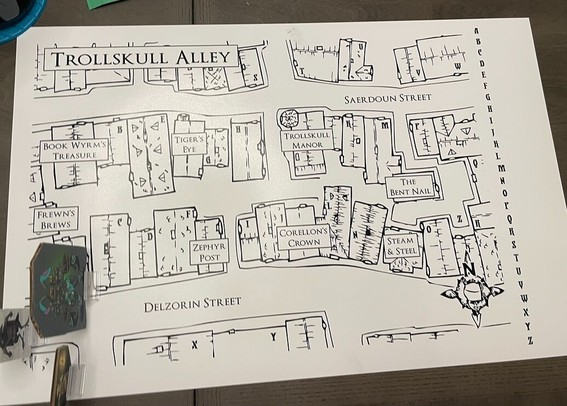 TROLLSKULL ALLEY
S
T
U
V
W
SAERDOUN STREET
BOOK WYRM'S
TREASURE
B
E
TIGER'S
EYE
H
TROLLSKULL
MANOR
K
M
P
THE
BENT NAIL
Q
FREWN'S
BREWS
C
D
F
ZEPHYR
POST
I
CORELLON'S
CROWN
L
N
STEAM
& STEEL
O
Z
R
N
DELZORIN STREET
X
Y
A
B
C
D
E
F
G
H
I
J
K
L
M
N
O
P
Q
R
S
T
U
V
W
X
Y
Z